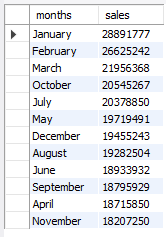 months sales
January 28891777
February 26625242
March 21956368
October 20545267
July 20378850
May 19719491
December 19455243
August 19282504
June 18933932
September 18795929
April 18715850
November 18207250